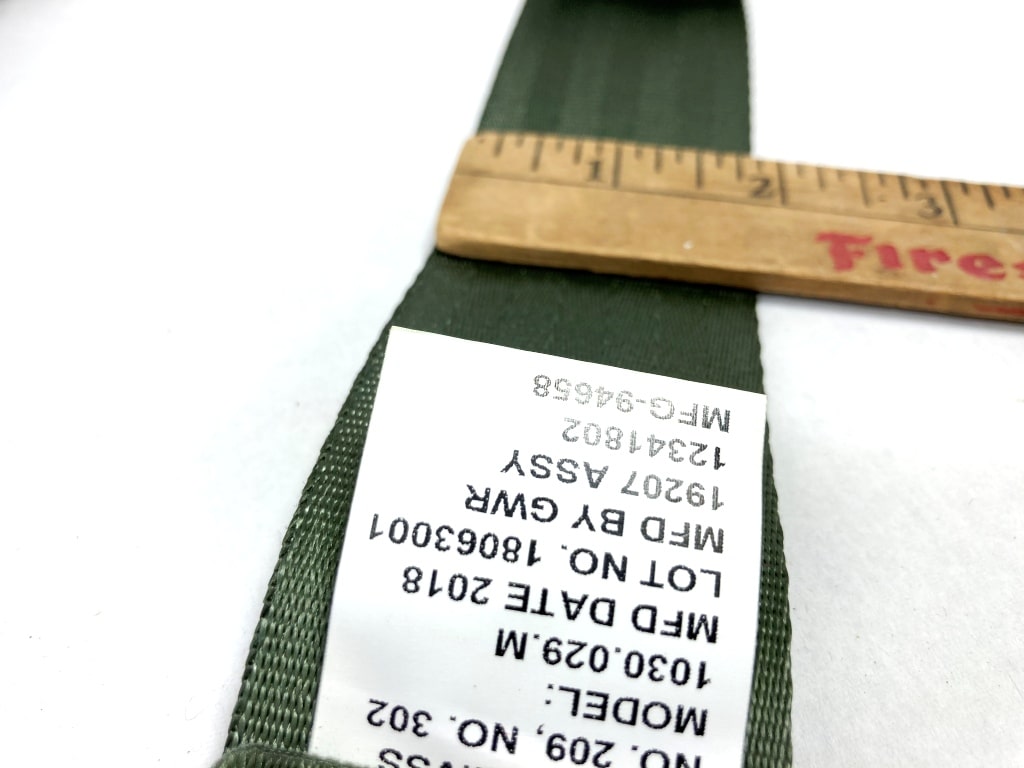 1 2 3
Fire
NO. 209, NO. 302
MODEL:
1030.029.M
MFD DATE 2018
LOT NO. 18063001
MFD BY GWR
19207 ASSY
12341802
MFG-94658